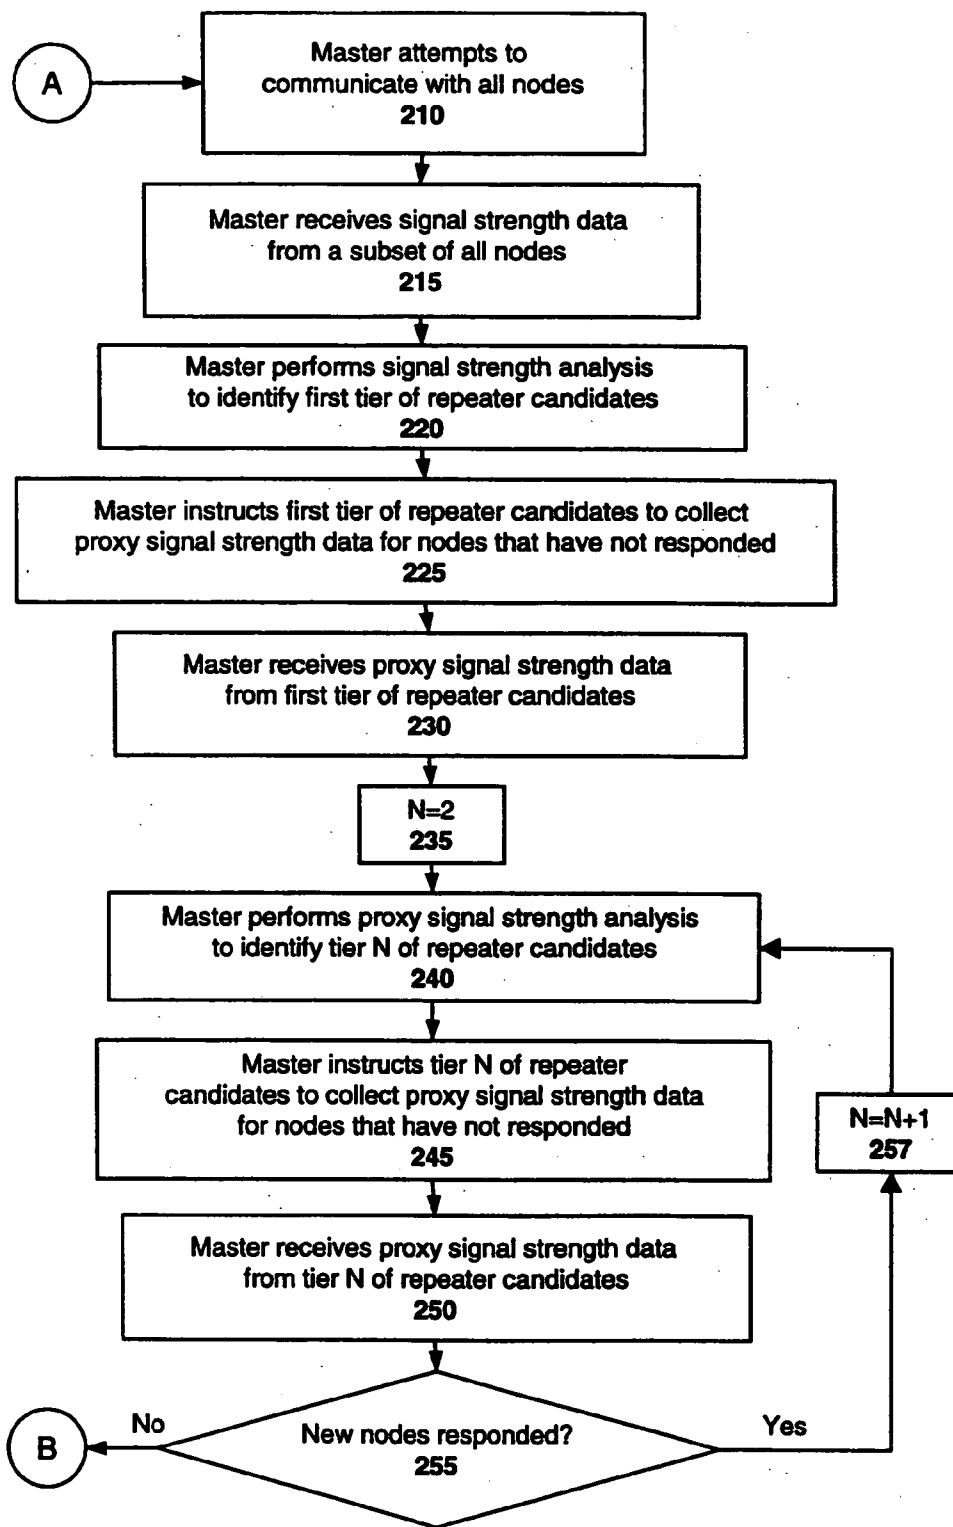 A
Master attempts to
communicate with all nodes
210
Master receives signal strength data
from a subset of all nodes
215
Master performs signal strength analysis
to identify first tier of repeater candidates
220
Master instructs first tier of repeater candidates to collect
proxy signal strength data for nodes that have not responded
225
Master receives proxy signal strength data
from first tier of repeater candidates
230
N=2
235
Master performs proxy signal strength analysis
to identify tier N of repeater candidates
240
Master instructs tier N of repeater
candidates to collect proxy signal strength data
for nodes that have not responded
245
N=N+1
257
Master receives proxy signal strength data
from tier N of repeater candidates
250
New nodes responded?
255
No
Yes
B